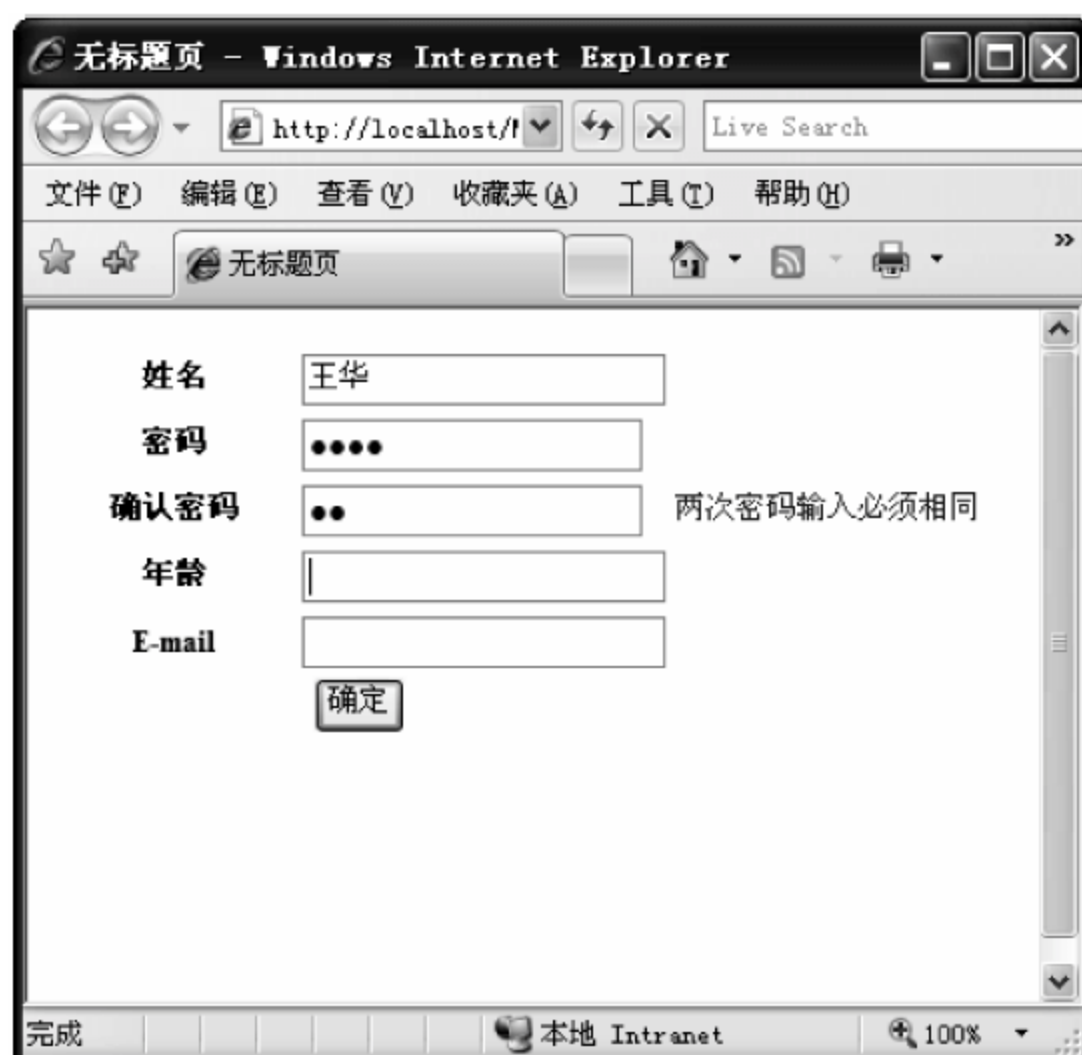 无标题页 - Windows Internet Explorer
http://localhost/ Live Search
文件(F) 编辑(E) 查看(V) 收藏夹(A) 工具(T) 帮助(H)
无标题页
姓名 王华
密码
确认密码 两次密码输入必须相同
年龄
E-mail
确定
完成 本地 Intranet 100%